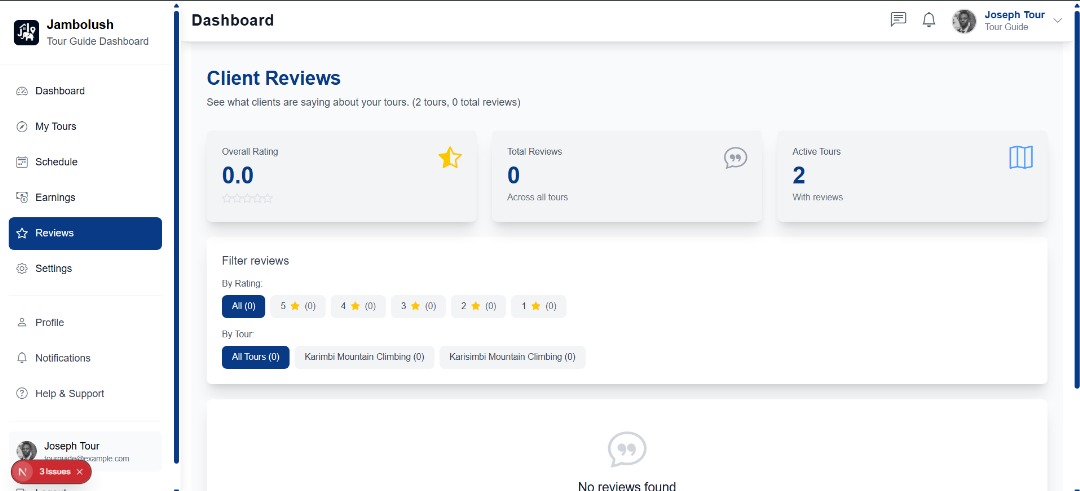 Jambolush
Tour Guide Dashboard
Dashboard
My Tours
Schedule
Earnings
Reviews
Settings
Profile
Notifications
Help & Support
Joseph Tour
tourguide@example.com
N 3 Issues ×
Dashboard
Joseph Tour
Tour Guide
Client Reviews
See what clients are saying about your tours. (2 tours, 0 total reviews)
Overall Rating
0.0
Total Reviews
0
Across all tours
Active Tours
2
With reviews
Filter reviews
By Rating:
All (0) 5 (0) 4 (0) 3 (0) 2 (0) 1 (0)
By Tour:
All Tours (0) Karimbi Mountain Climbing (0) Karisimbi Mountain Climbing (0)
No reviews found